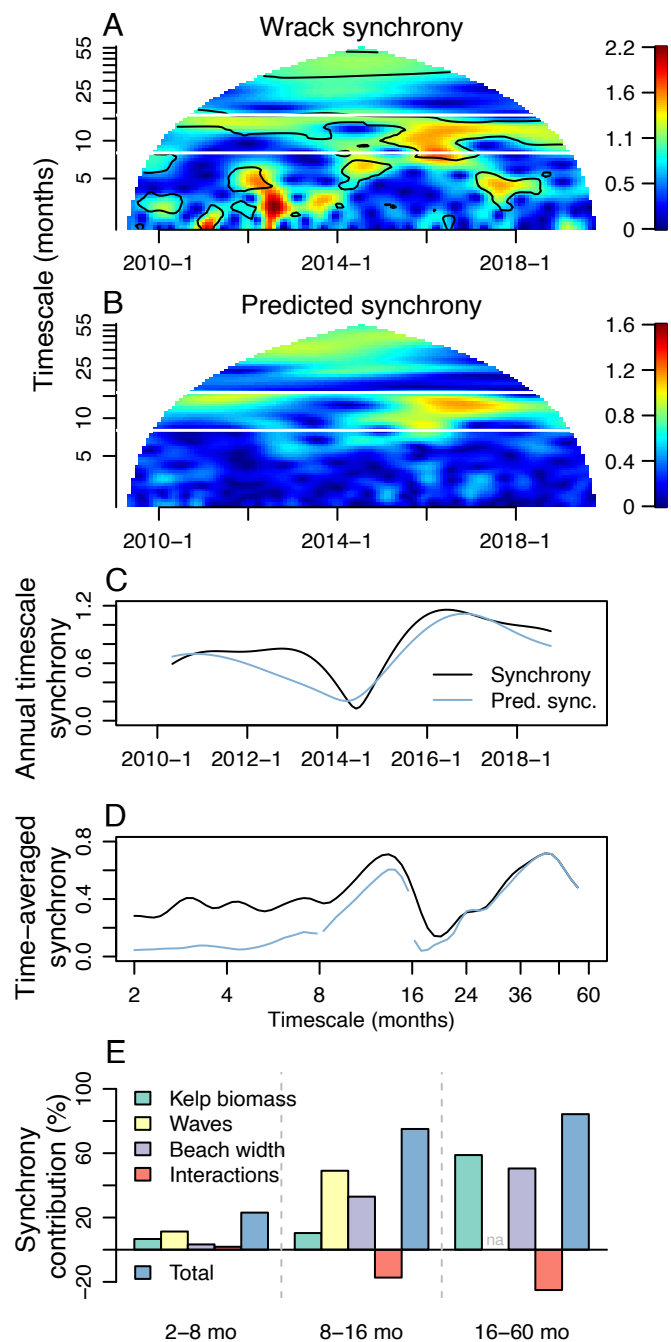 A
Wrack synchrony
55
25
10
5
2010−1
2014−1
2018−1
2.2
1.6
1.1
0.5
0
Timescale (months)
B
Predicted synchrony
55
25
10
5
2010−1
2014−1
2018−1
1.6
1.2
0.8
0.4
0
C
Annual timescale
synchrony
1.2
0.6
0.0
Synchrony
Pred. sync.
2010−1
2012−1
2014−1
2016−1
2018−1
D
Time−averaged
synchrony
0.8
0.4
0.0
2
4
8
16
24
36
60
Timescale (months)
E
Synchrony
contribution (%)
100
60
20
−20
Kelp biomass
Waves
Beach width
Interactions
Total
na
2−8 mo
8−16 mo
16−60 mo